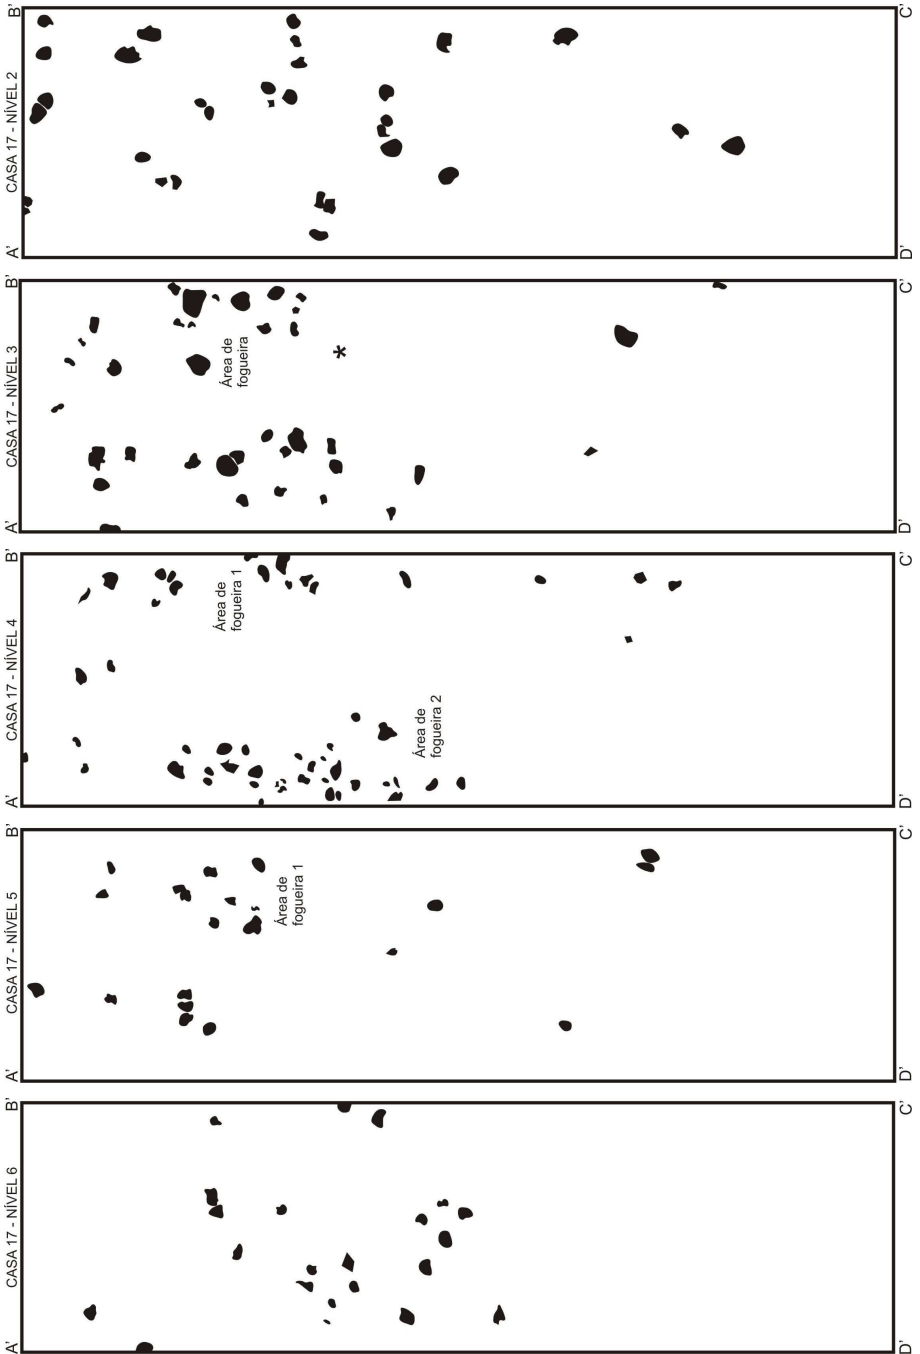 B'
CASA 17 - NÍVEL 2
A'
C'
D'
B'
CASA 17 - NÍVEL 3
A'
Área de
fogueira
*
C'
D'
B'
CASA 17 - NÍVEL 4
A'
Área de
fogueira 1
Área de
fogueira 2
C'
D'
B'
CASA 17 - NÍVEL 5
A'
Área de
fogueira 1
C'
D'
B'
CASA 17 - NÍVEL 6
A'
C'
D'